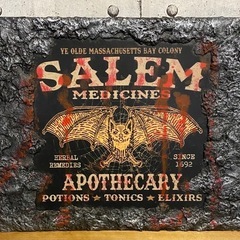 YE OLDE MASSACHUSETTS BAY COLONY
SALEM
MEDICINES
HERBAL REMEDIES
SINCE 1692
APOTHECARY
POTIONS ★ TONICS ★ ELIXIRS